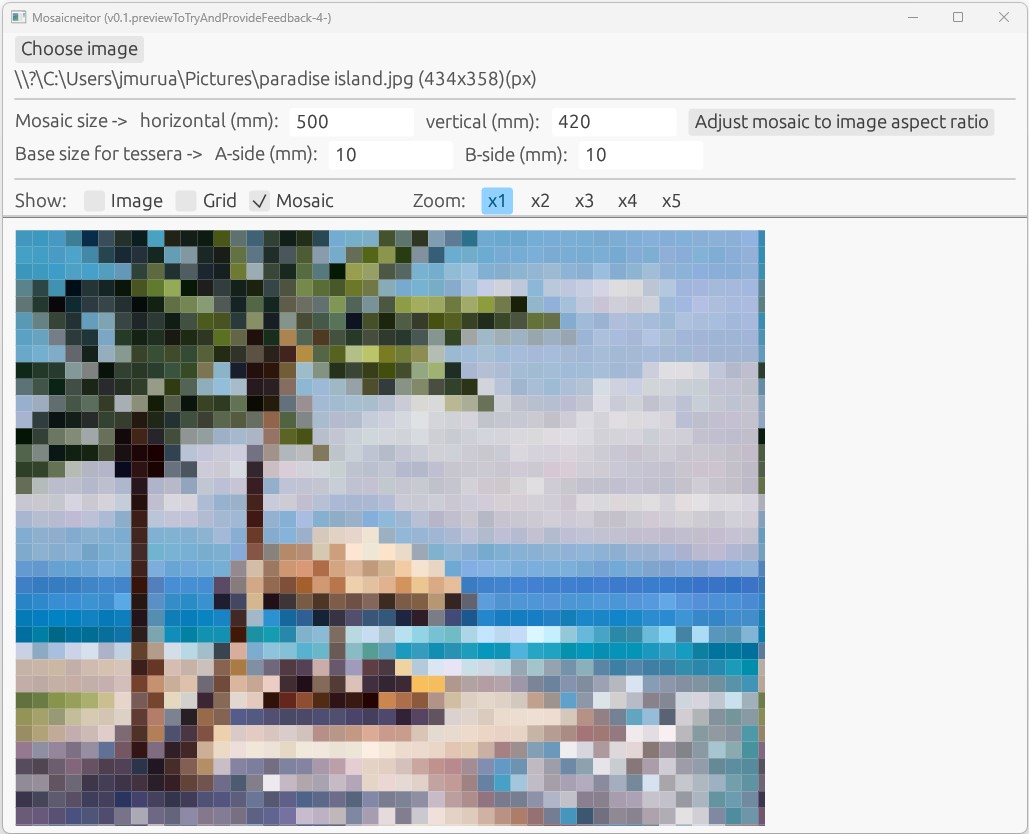 Mosaicneitor (v0.1.previewToTryAndProvideFeedback-4-)
Choose image
\\?\C:\Users\jmurua\Pictures\paradise island.jpg (434x358)(px)
Mosaic size -> horizontal (mm): 500 vertical (mm): 420 Adjust mosaic to image aspect ratio
Base size for tessera -> A-side (mm): 10 B-side (mm): 10
Show: Image Grid Mosaic Zoom: x1 x2 x3 x4 x5